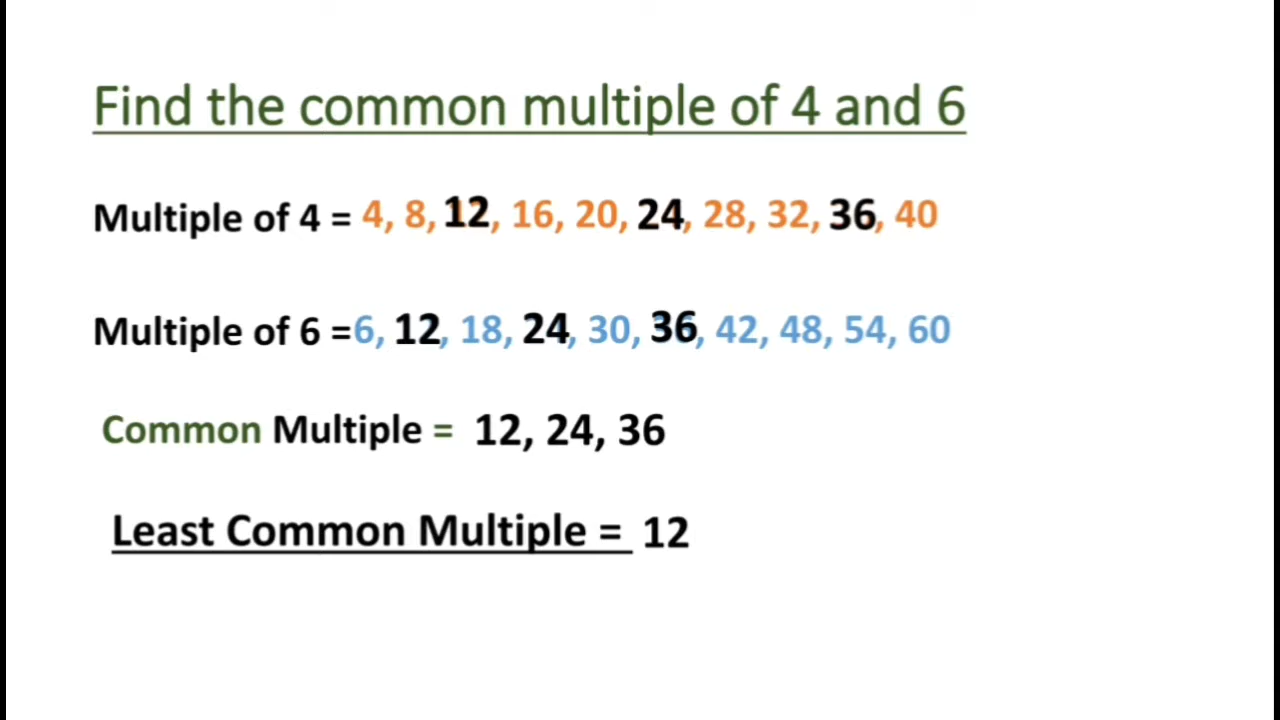 Find the common multiple of 4 and 6
Multiple of 4 = 4, 8, 12, 16, 20, 24, 28, 32, 36, 40
Multiple of 6 =6, 12, 18, 24, 30, 36, 42, 48, 54, 60
Common Multiple = 12, 24, 36
Least Common Multiple = 12